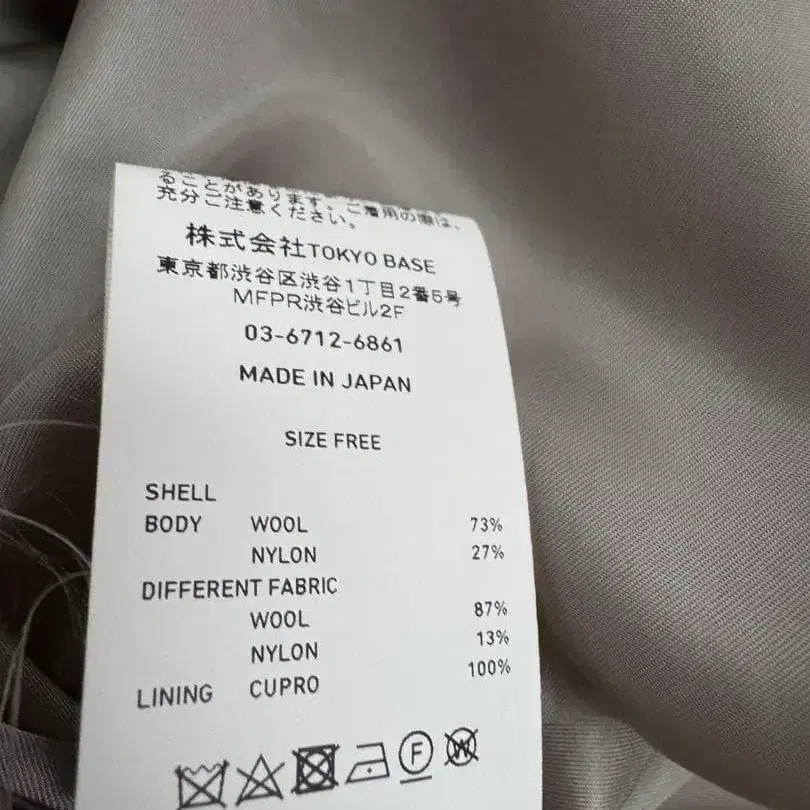 ることがあります。ご着用の際は、
充分ご注意ください。
株式会社TOKYO BASE
東京都渋谷区渋谷1丁目2番5号
MFPR渋谷ビル2F
03-6712-6861
MADE IN JAPAN
SIZE FREE
SHELL
BODY WOOL 73%
NYLON 27%
DIFFERENT FABRIC
WOOL 87%
NYLON 13%
LINING CUPRO 100%
F W